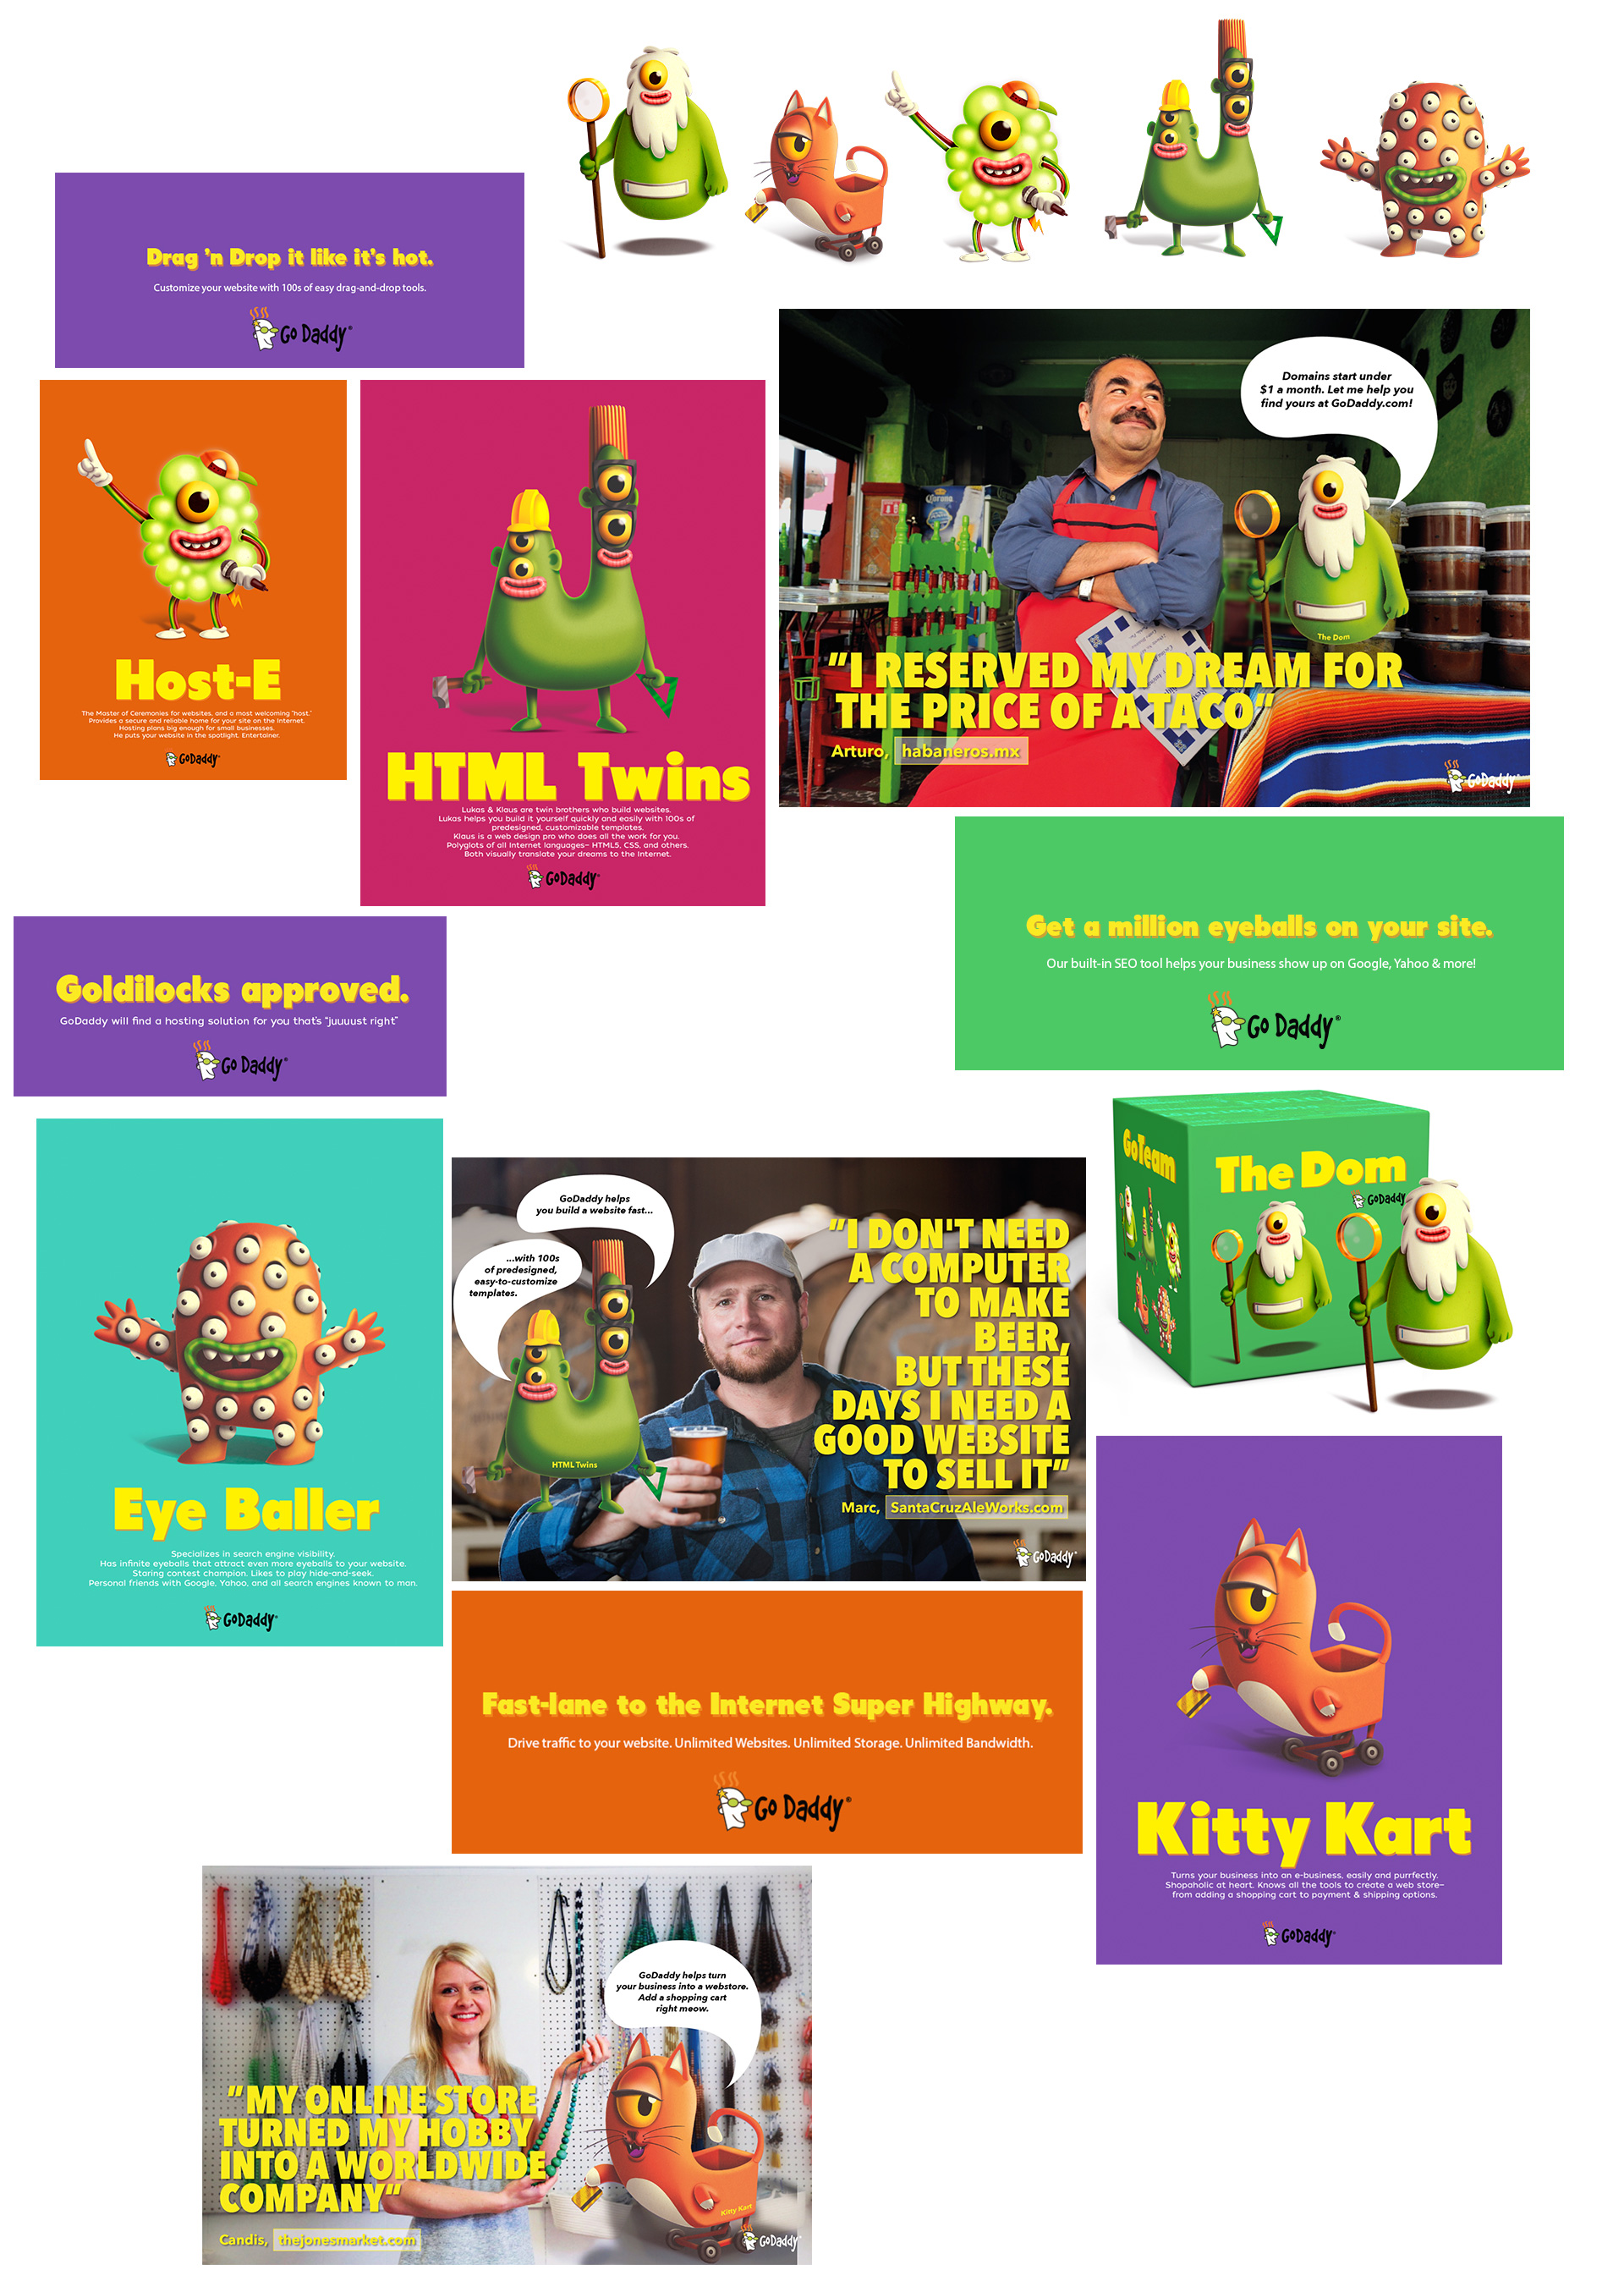 Drag 'n Drop it like it's hot.
Customize your website with 100s of easy drag-and-drop tools.
Go Daddy®
Host-E
The Master of Ceremonies for websites, and a most welcoming "host."
Provides a secure and reliable home for your site on the Internet.
Hosting plans big enough for small businesses.
He puts your website in the spotlight. Entertainer.
GoDaddy
HTML Twins
Lukas & Klaus are twin brothers who build websites.
Lukas helps you build it yourself quickly and easily with 100s of
predesigned, customizable templates.
Klaus is a web design pro who does all the work for you.
Polyglots of all Internet languages- HTML5, CSS, and others.
Both visually translate your dreams to the Internet.
GoDaddy
Domains start under
$1 a month. Let me help you
find yours at GoDaddy.com!
Corona
The Dom
"I RESERVED MY DREAM FOR
THE PRICE OF A TACO"
Arturo, habaneros.mx
GoDaddy
Get a million eyeballs on your site.
Our built-in SEO tool helps your business show up on Google, Yahoo & more!
Go Daddy®
Goldilocks approved.
GoDaddy will find a hosting solution for you that's "juuuust right"
Go Daddy®
GoTeam
The Dom
GoDaddy
Eye Baller
Specializes in search engine visibility.
Has infinite eyeballs that attract even more eyeballs to your website.
Staring contest champion. Likes to play hide-and-seek.
Personal friends with Google, Yahoo, and all search engines known to man.
GoDaddy
GoDaddy helps
you build a website fast...
...with 100s
of predesigned,
easy-to-customize
templates.
HTML Twins
"I DON'T NEED
A COMPUTER
TO MAKE
BEER,
BUT THESE
DAYS I NEED A
GOOD WEBSITE
TO SELL IT"
Marc, SantaCruzAleWorks.com
GoDaddy
Fast-lane to the Internet Super Highway.
Drive traffic to your website. Unlimited Websites. Unlimited Storage. Unlimited Bandwidth.
Go Daddy®
Kitty Kart
Turns your business into an e-business, easily and purrfectly.
Shopaholic at heart. Knows all the tools to create a web store-
from adding a shopping cart to payment & shipping options.
GoDaddy
GoDaddy helps turn
your business into a webstore.
Add a shopping cart
right meow.
"MY ONLINE STORE
TURNED MY HOBBY
INTO A WORLDWIDE
COMPANY"
Kitty Kart
Candis, thejonesmarket.com
GoDaddy